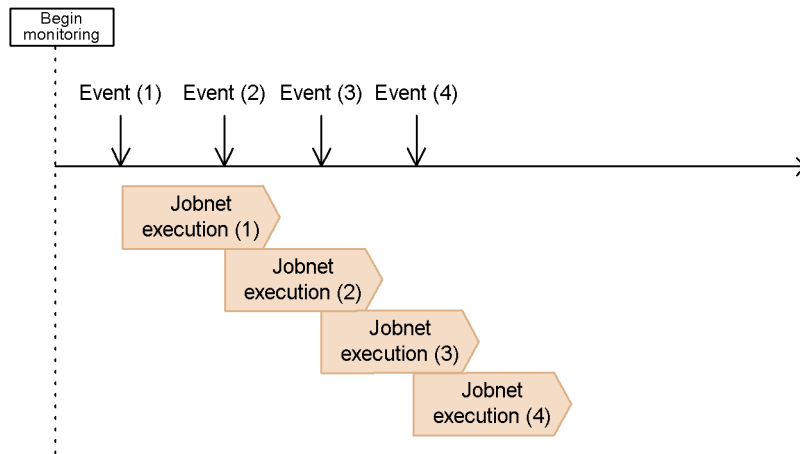 Begin
monitoring
Event (1) Event (2) Event (3) Event (4)
Jobnet
execution (1)
Jobnet
execution (2)
Jobnet
execution (3)
Jobnet
execution (4)